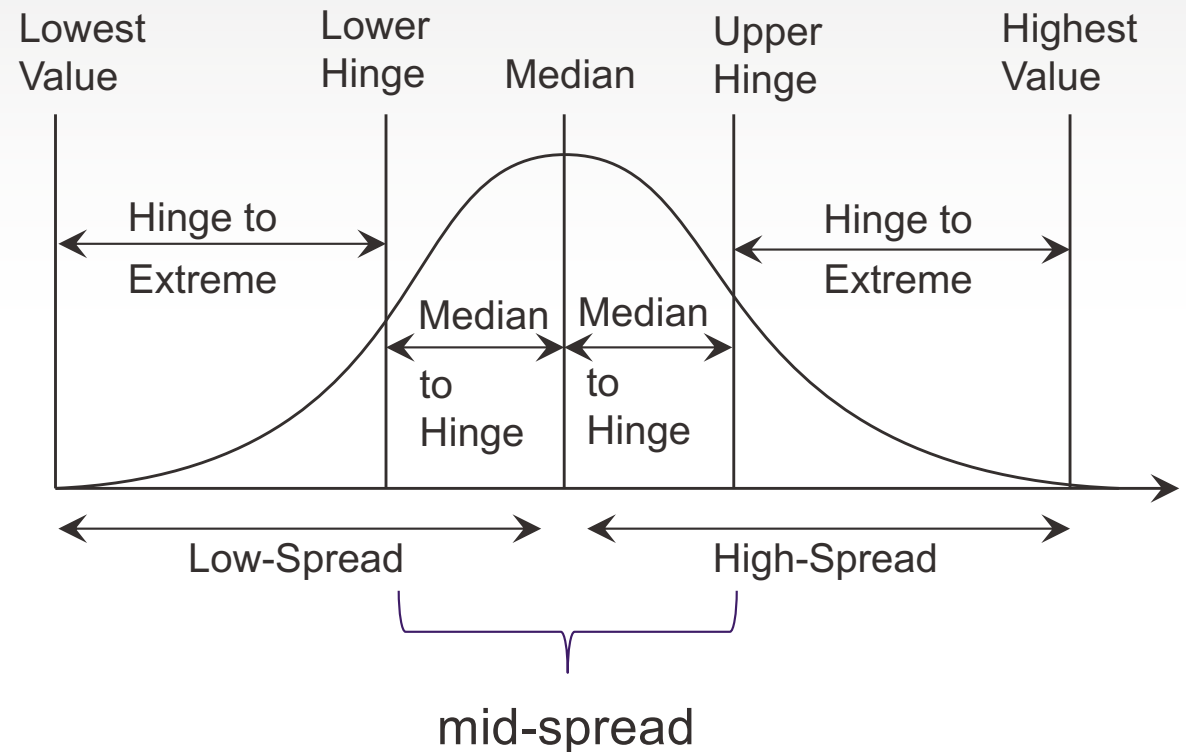 Lowest
Value
Lower
Hinge
Median
Upper
Hinge
Highest
Value
Hinge to
Extreme
Hinge to
Extreme
Median
to
Hinge
Median
to
Hinge
Low-Spread
High-Spread
mid-spread